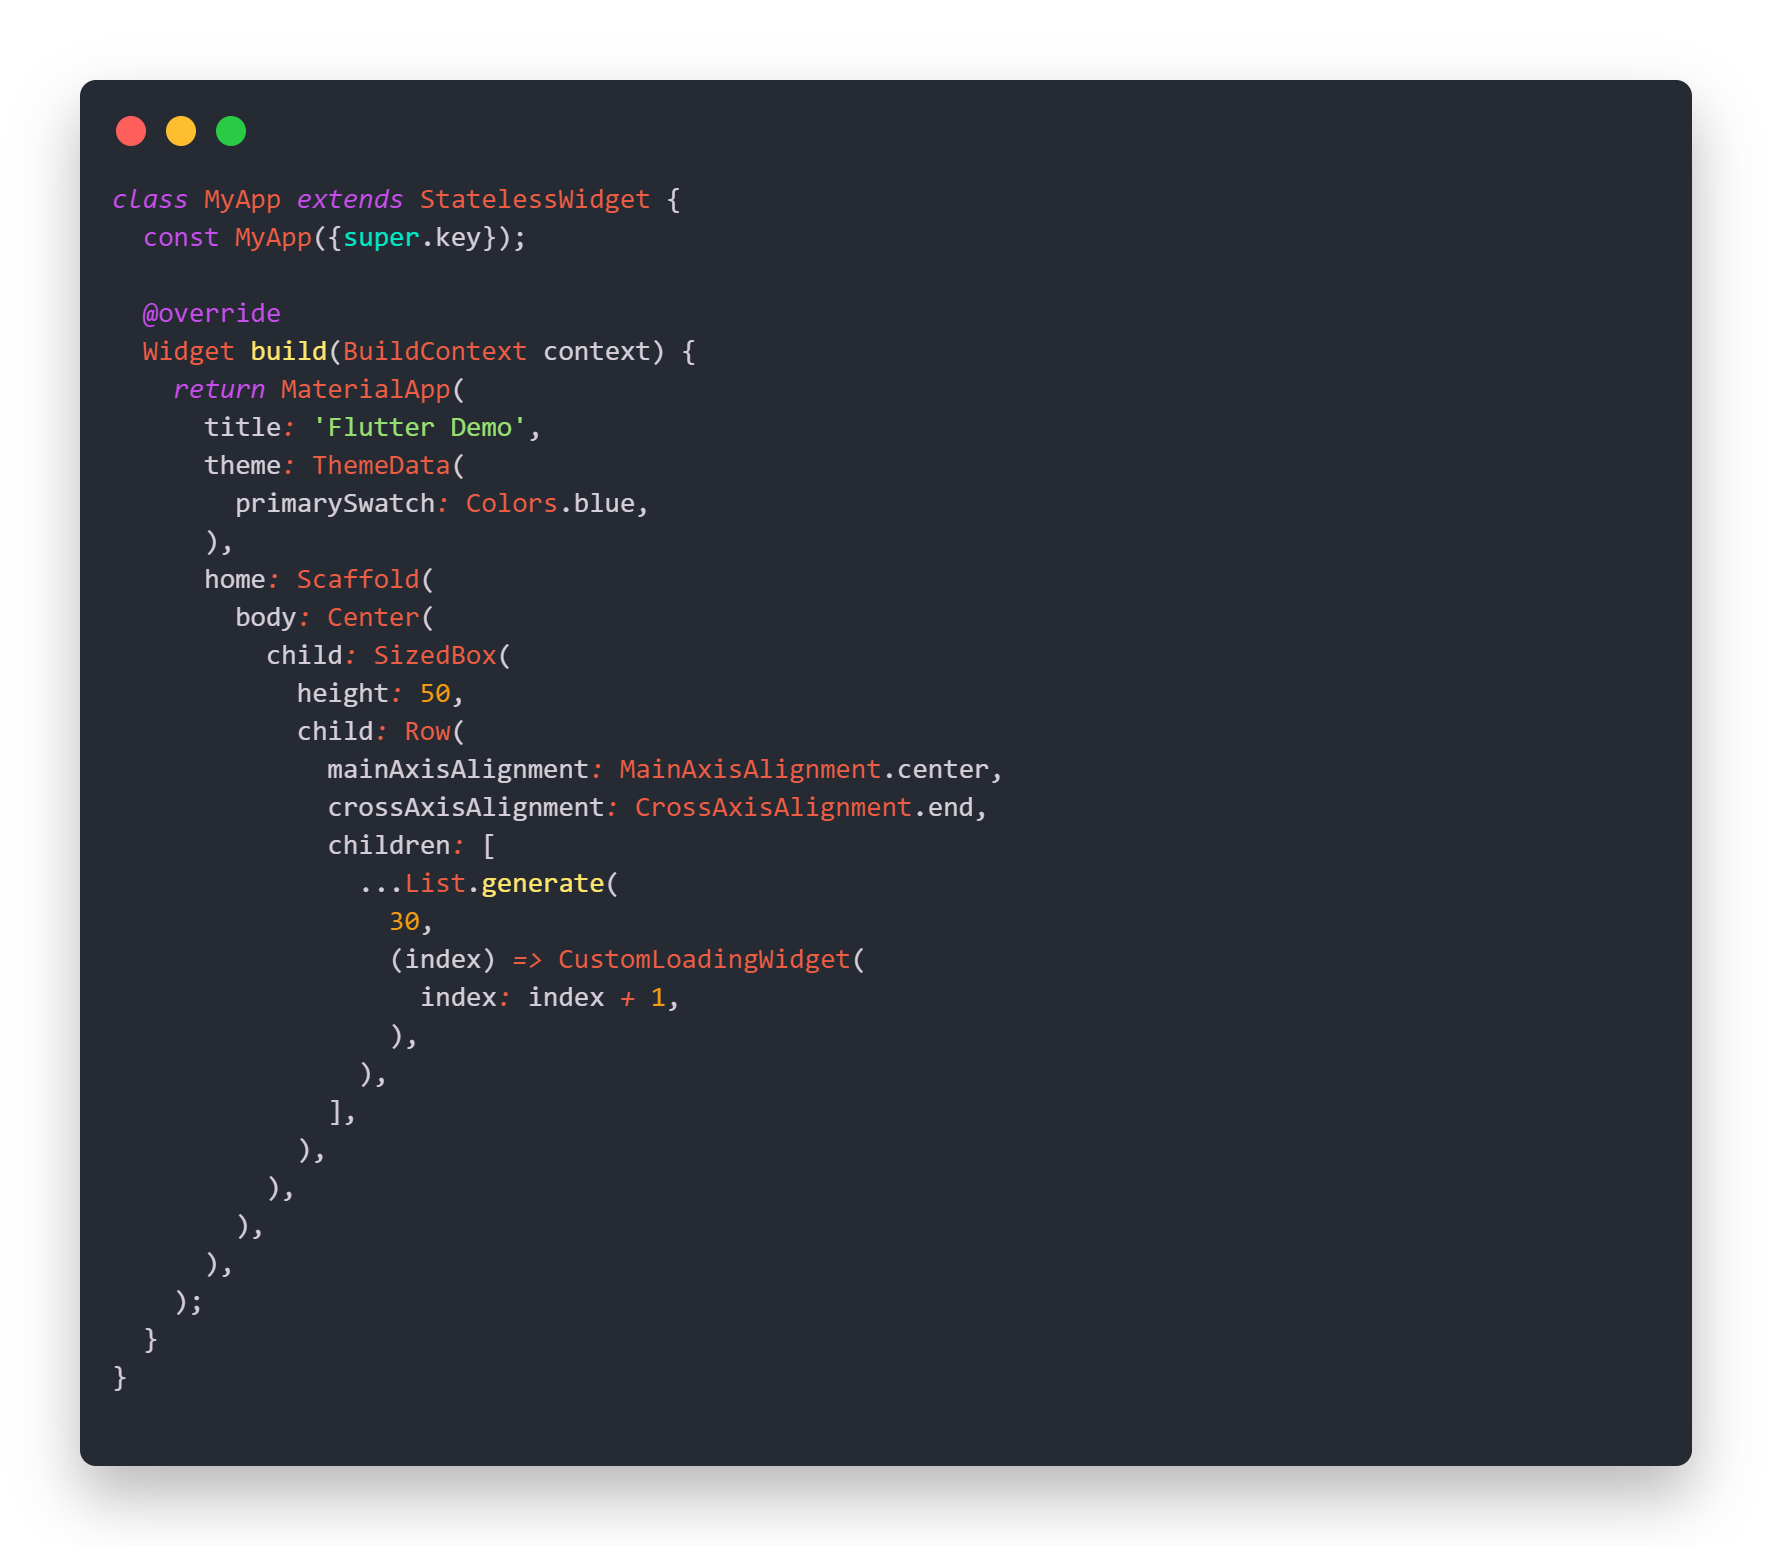 class MyApp extends StatelessWidget {
  const MyApp({super.key});

  @override
  Widget build(BuildContext context) {
    return MaterialApp(
      title: 'Flutter Demo',
      theme: ThemeData(
        primarySwatch: Colors.blue,
      ),
      home: Scaffold(
        body: Center(
          child: SizedBox(
            height: 50,
            child: Row(
              mainAxisAlignment: MainAxisAlignment.center,
              crossAxisAlignment: CrossAxisAlignment.end,
              children: [
                ...List.generate(
                  30,
                  (index) => CustomLoadingWidget(
                    index: index + 1,
                  ),
                ),
              ],
            ),
          ),
        ),
      ),
    );
  }
}